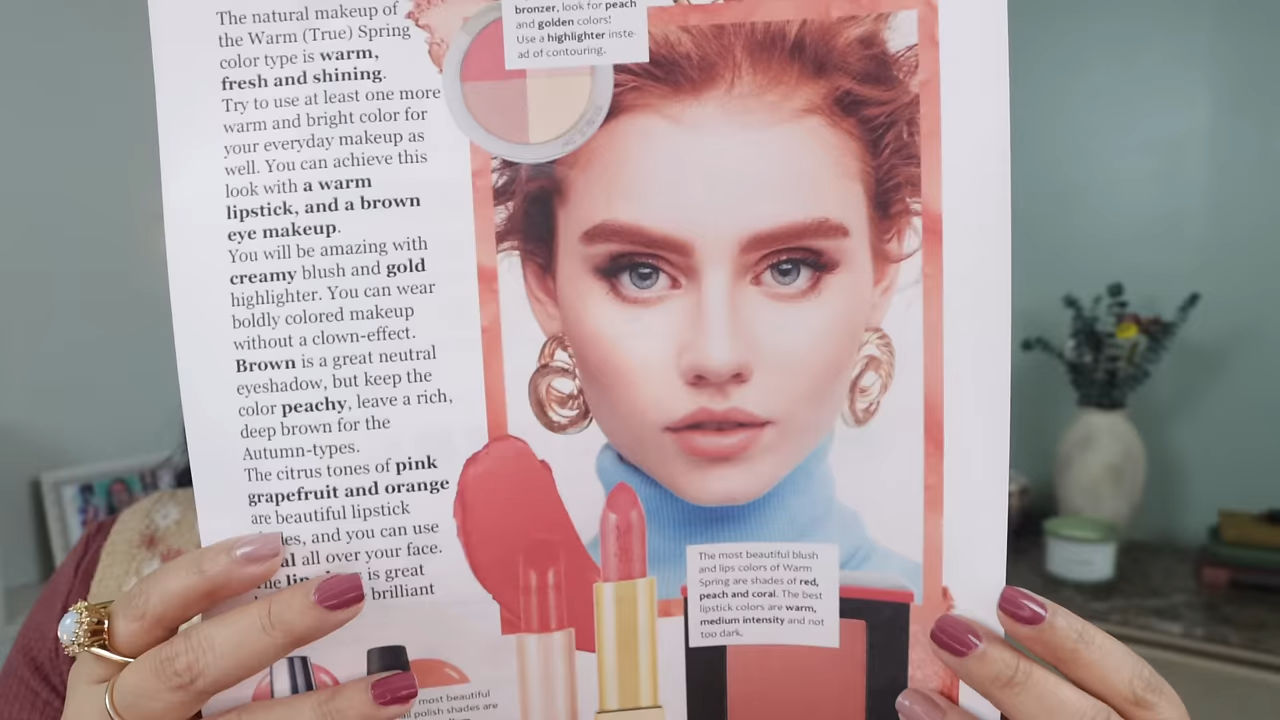 The natural makeup of
the Warm (True) Spring
color type is warm,
fresh and shining.
Try to use at least one more
warm and bright color for
your everyday makeup as
well. You can achieve this
look with a warm
lipstick, and a brown
eye makeup.
You will be amazing with
creamy blush and gold
highlighter. You can wear
boldly colored makeup
without a clown-effect.
Brown is a great neutral
eyeshadow, but keep the
color peachy, leave a rich,
deep brown for the
Autumn-types.
The citrus tones of pink
grapefruit and orange
are beautiful lipstick
and you can use
all over your face.
is great
brilliant
bronzer, look for peach
and golden colors!
Use a highlighter inste-
ad of contouring.
The most beautiful blush
and lips colors of Warm
Spring are shades of red,
peach and coral. The best
lipstick colors are warm,
medium intensity and not
too dark.
most beautiful
polish shades are